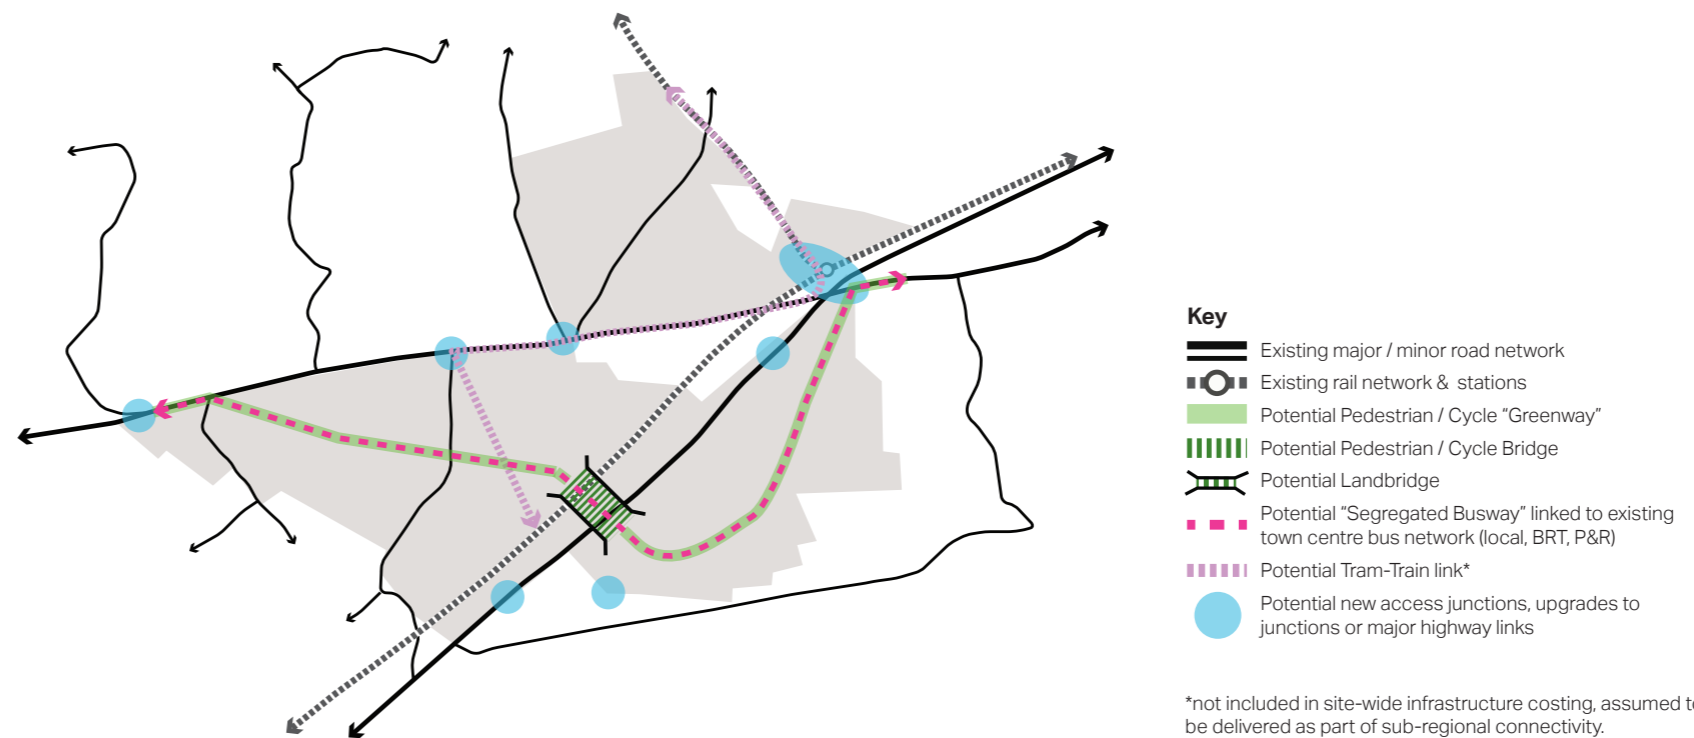 Key
Existing major / minor road network
Existing rail network & stations
Potential Pedestrian / Cycle “Greenway”
Potential Pedestrian / Cycle Bridge
Potential Landbridge
Potential “Segregated Busway” linked to existing
town centre bus network (local, BRT, P&R)
Potential Tram-Train link*
Potential new access junctions, upgrades to
junctions or major highway links
*not included in site-wide infrastructure costing, assumed
be delivered as part of sub-regional connectivity.